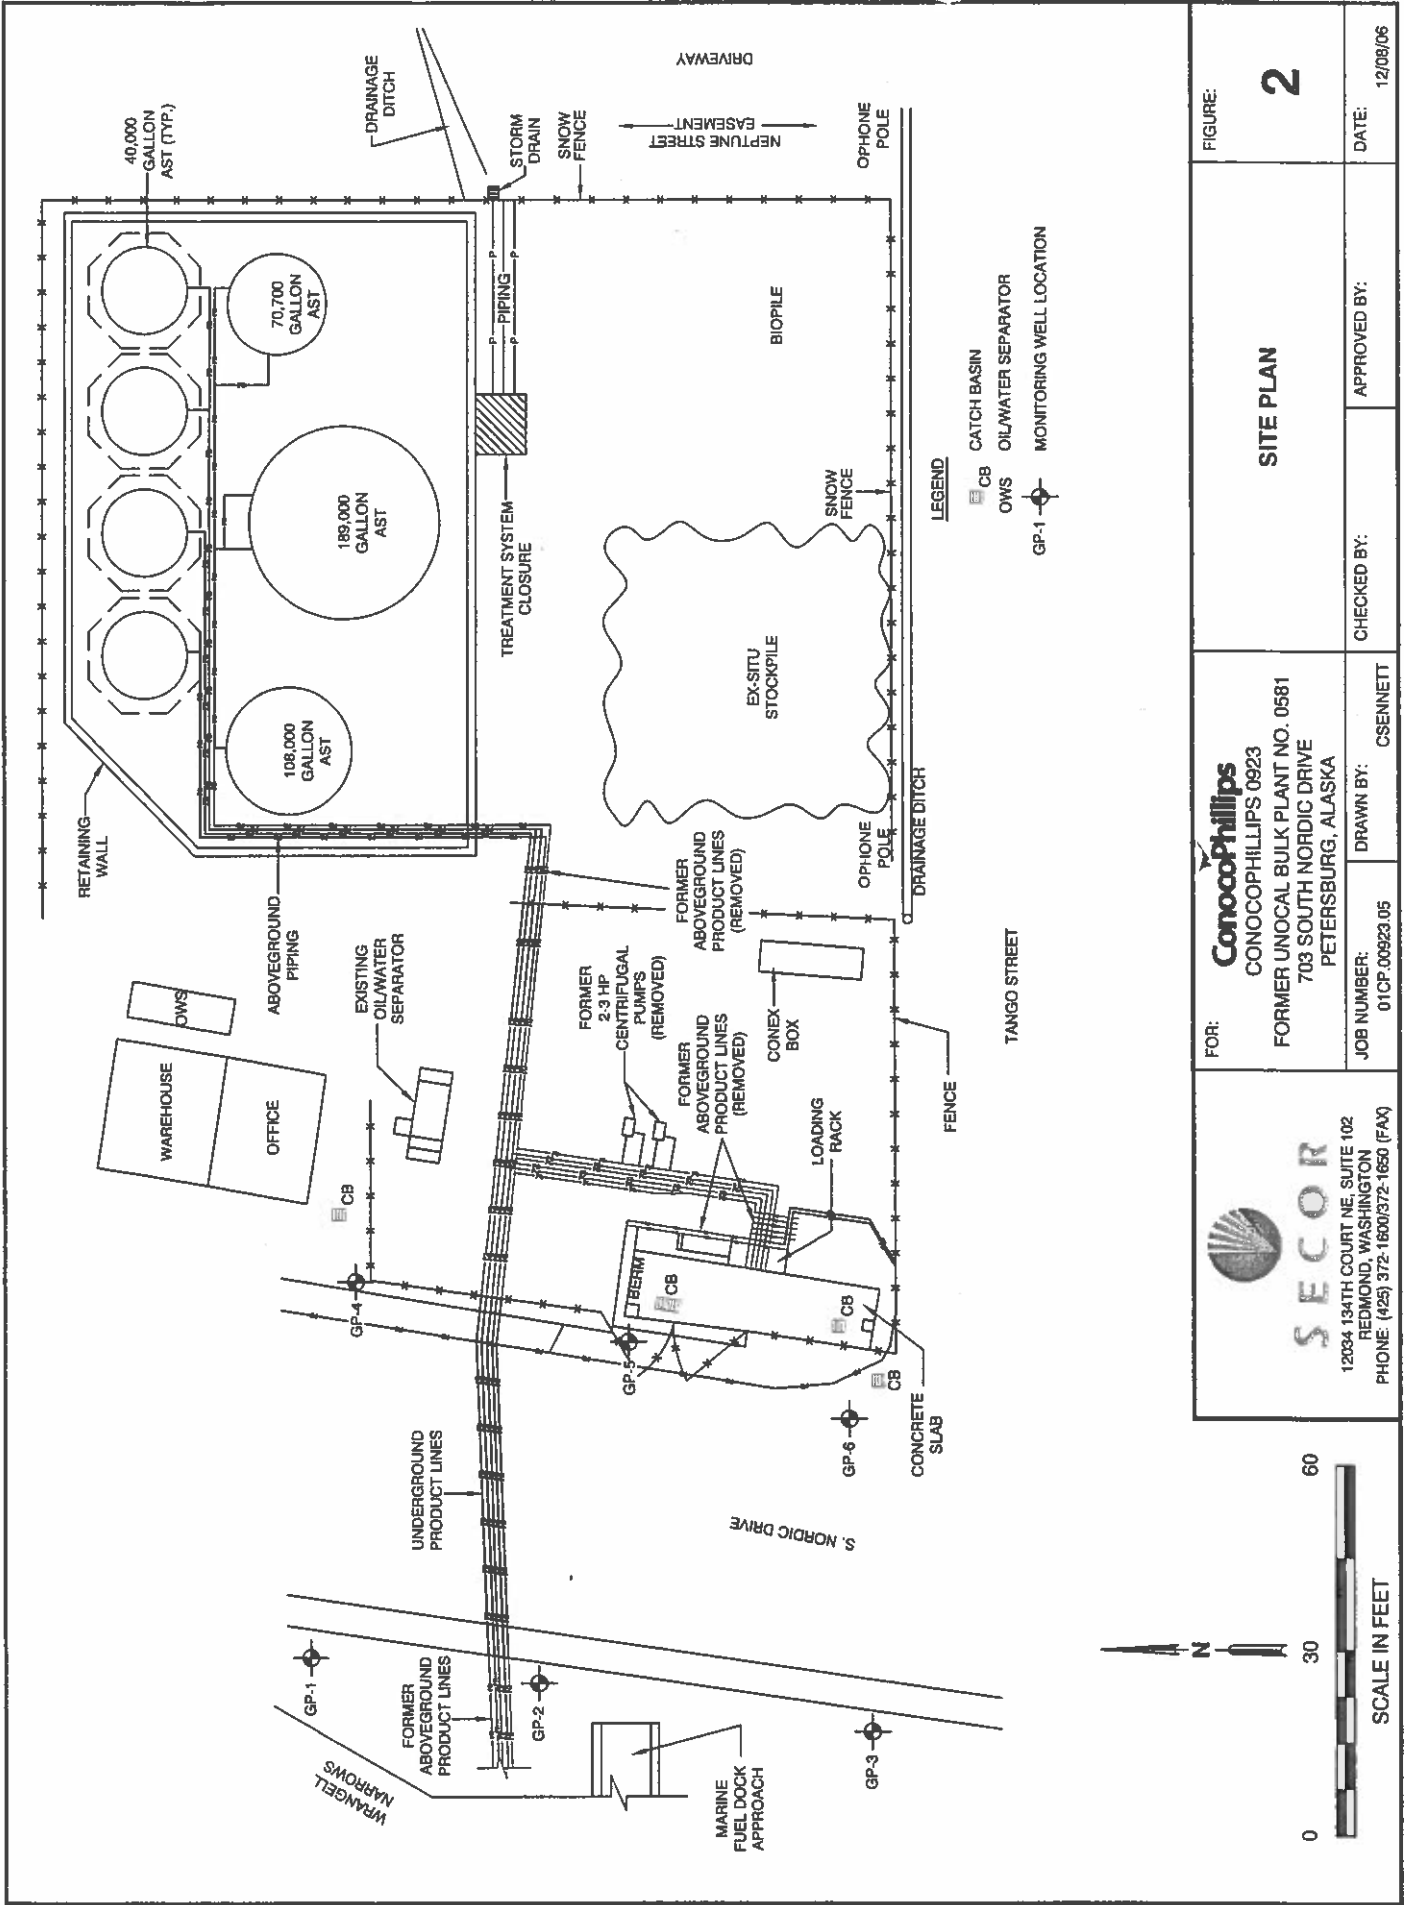 40,000
GALLON
AST (TYP.)
DRAINAGE
DITCH
DRIVEWAY
NEPTUNE STREET
EASEMENT
STORM
DRAIN
SNOW
FENCE
OPHONE
POLE
70,700
GALLON
AST
P
P
PIPING
P
P
BIOPILE
189,000
GALLON
AST
TREATMENT SYSTEM
CLOSURE
SNOW
FENCE
108,000
GALLON
AST
EX-SITU
STOCKPILE
RETAINING
WALL
ABOVEGROUND
PIPING
OPHONE
POLE
DRAINAGE DITCH
FORMER
ABOVEGROUND
PRODUCT LINES
(REMOVED)
OWS
WAREHOUSE
OFFICE
EXISTING
OIL/WATER
SEPARATOR
FORMER
2-3 HP
CENTRIFUGAL
PUMPS
(REMOVED)
FORMER
ABOVEGROUND
PRODUCT LINES
(REMOVED)
CONEX
BOX
LOADING
RACK
FENCE
TANGO STREET
CB
GP-4
BERM
CB
CB
GP-5
CB
GP-6
CONCRETE
SLAB
UNDERGROUND
PRODUCT LINES
S. NORDIC DRIVE
GP-1
FORMER
ABOVEGROUND
PRODUCT LINES
GP-2
WRANGELL
NARROWS
MARINE
FUEL DOCK
APPROACH
GP-3
LEGEND
CB CATCH BASIN
OWS OIL/WATER SEPARATOR
GP-1 MONITORING WELL LOCATION
N
0 30 60
SCALE IN FEET
SECOR
12034 134TH COURT NE, SUITE 102
REDMOND, WASHINGTON
PHONE: (425) 372-1600/372-1650 (FAX)
FOR:
ConocoPhillips
CONOCOPHILLIPS 0923
FORMER UNOCAL BULK PLANT NO. 0581
703 SOUTH NORDIC DRIVE
PETERSBURG, ALASKA
JOB NUMBER:
01CP.00923.05
DRAWN BY:
CSENNETT
SITE PLAN
CHECKED BY:
APPROVED BY:
FIGURE:
2
DATE:
12/08/06